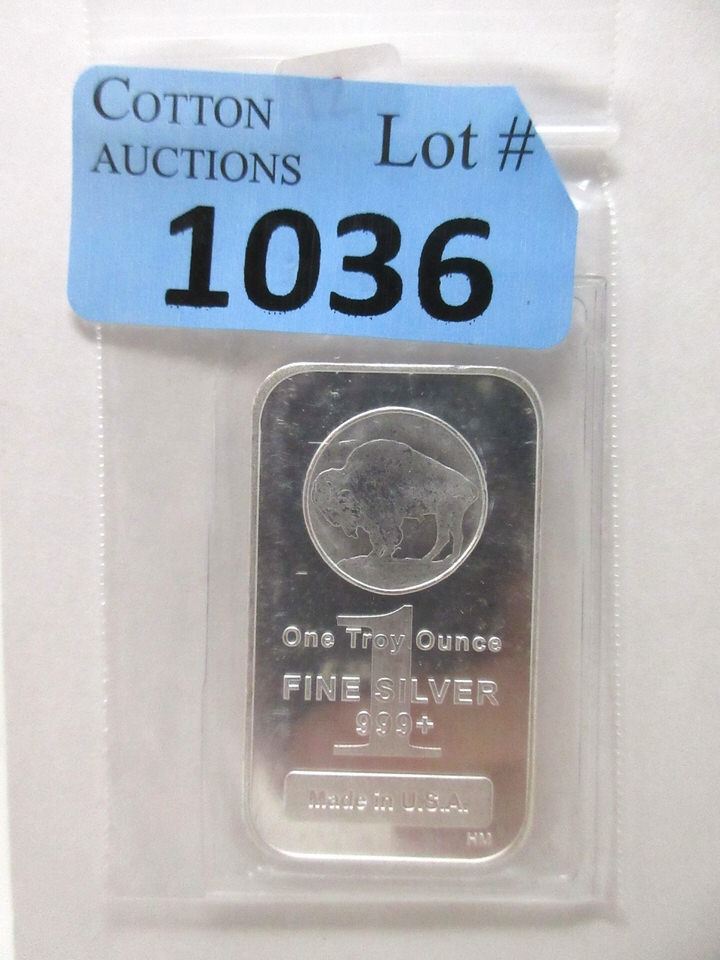 COTTON
AUCTIONS
Lot #
1036
One Troy Ounce
1
FINE SILVER
999+
Made in U.S.A.
HM